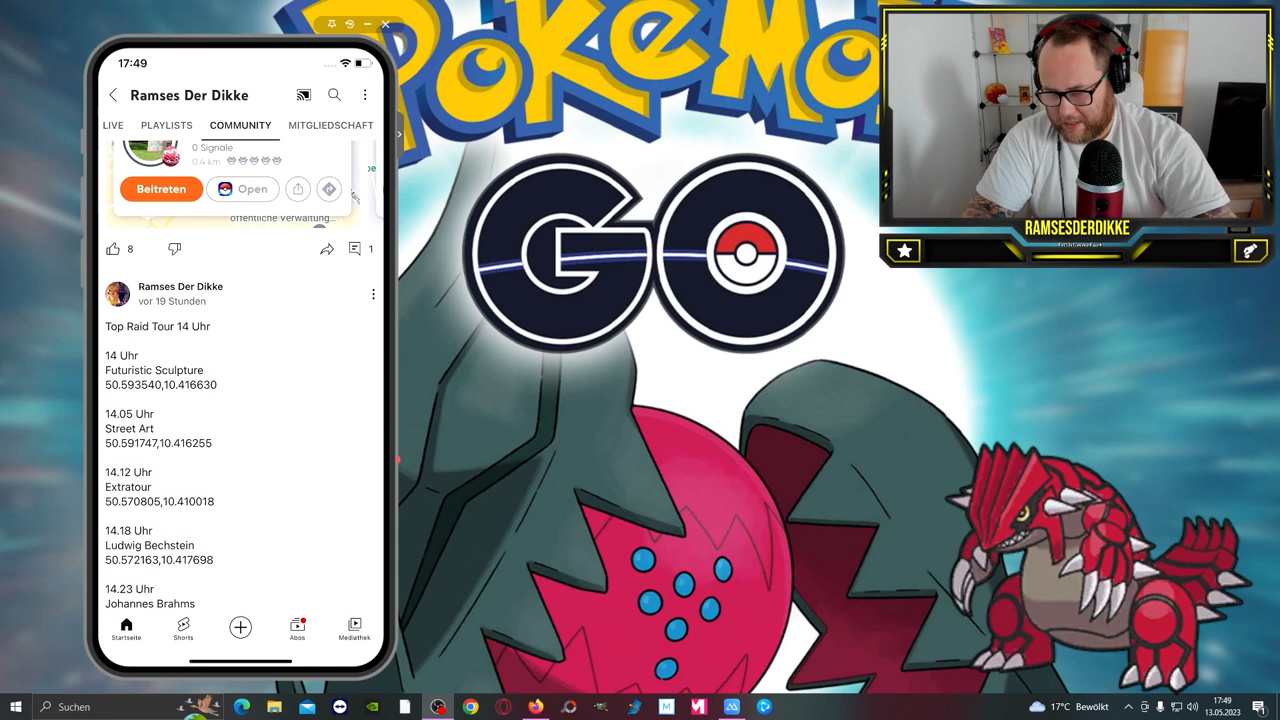 POKÉMON
GO
17:49
Ramses Der Dikke
LIVE
PLAYLISTS
COMMUNITY
MITGLIEDSCHAFT
0 Signale
0.4 km
Beitreten
Open
öffentliche Verwaltung...
8
1
Ramses Der Dikke
vor 19 Stunden
Top Raid Tour 14 Uhr
14 Uhr
Futuristic Sculpture
50.593540,10.416630
14.05 Uhr
Street Art
50.591747,10.416255
14.12 Uhr
Extratour
50.570805,10.410018
14.18 Uhr
Ludwig Bechstein
50.572163,10.417698
14.23 Uhr
Johannes Brahms
Startseite
Shorts
Abos
Mediathek
RAMSESDERDIKKE
Suchen
17°C Bewölkt
17:49
13.05.2023